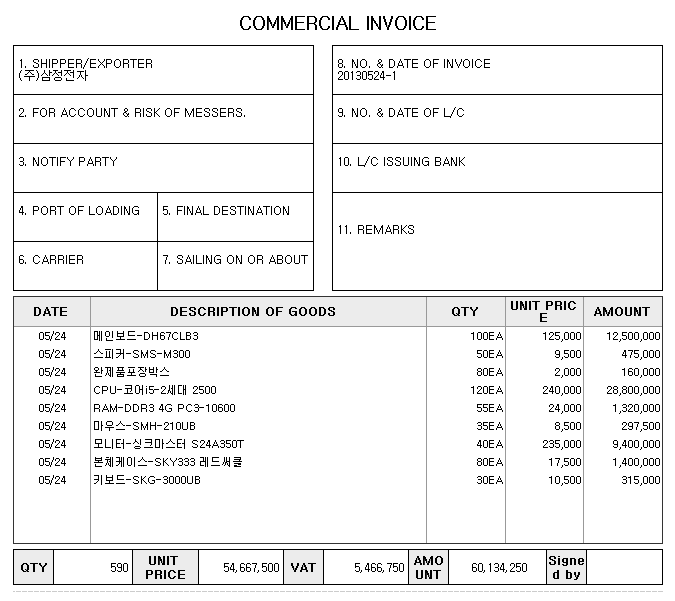 COMMERCIAL INVOICE
1. SHIPPER/EXPORTER
(주)삼정전자
8. NO. & DATE OF INVOICE
20130524-1
2. FOR ACCOUNT & RISK OF MESSERS.
9. NO. & DATE OF L/C
3. NOTIFY PARTY
10. L/C ISSUING BANK
4. PORT OF LOADING
5. FINAL DESTINATION
11. REMARKS
6. CARRIER
7. SAILING ON OR ABOUT
DATE DESCRIPTION OF GOODS QTY UNIT PRIC
E AMOUNT
05/24 메인보드-DH67CLB3 100EA 125,000 12,500,000
05/24 스피커-SMS-M300 50EA 9,500 475,000
05/24 완제품포장박스 80EA 2,000 160,000
05/24 CPU-코어i5-2세대 2500 120EA 240,000 28,800,000
05/24 RAM-DDR3 4G PC3-10600 55EA 24,000 1,320,000
05/24 마우스-SMH-210UB 35EA 8,500 297,500
05/24 모니터-싱크마스터 S24A350T 40EA 235,000 9,400,000
05/24 본체케이스-SKY333 레드써클 80EA 17,500 1,400,000
05/24 키보드-SKG-3000UB 30EA 10,500 315,000
QTY 590 UNIT
PRICE 54,667,500 VAT 5,466,750 AMO
UNT 60,134,250 Signe
d by